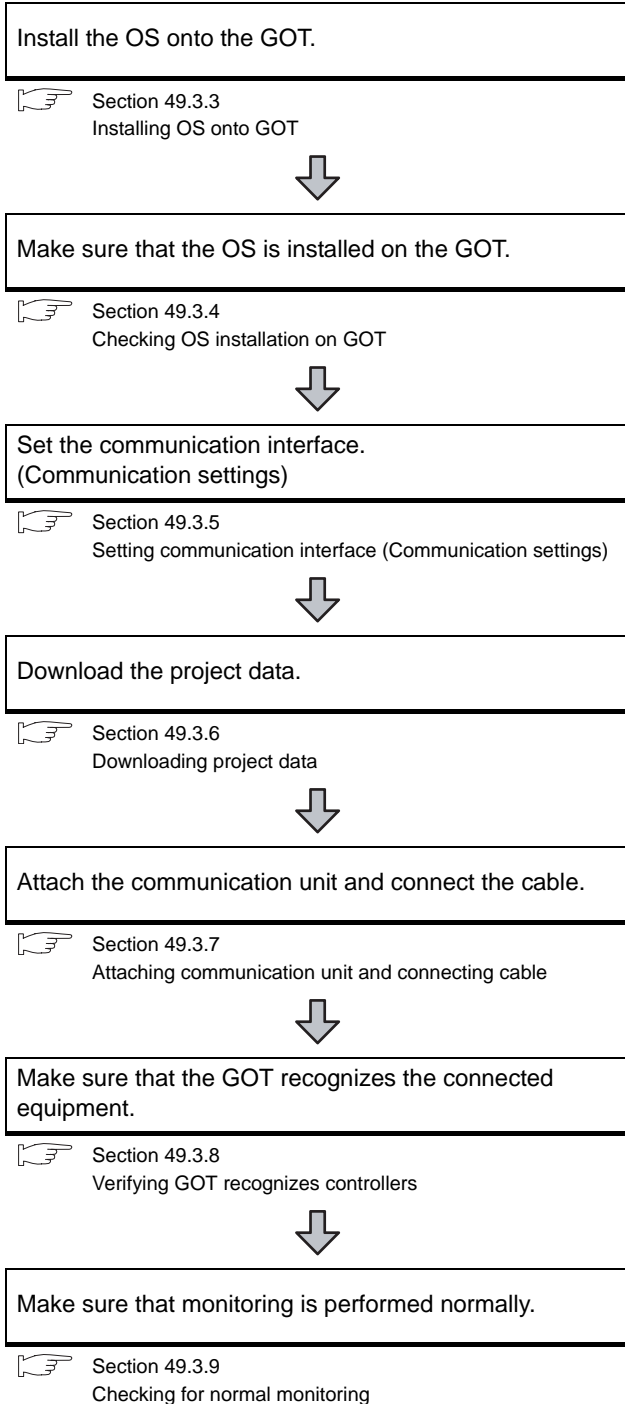 Install the OS onto the GOT.
Section 49.3.3
Installing OS onto GOT
Make sure that the OS is installed on the GOT.
Section 49.3.4
Checking OS installation on GOT
Set the communication interface.
(Communication settings)
Section 49.3.5
Setting communication interface (Communication settings)
Download the project data.
Section 49.3.6
Downloading project data
Attach the communication unit and connect the cable.
Section 49.3.7
Attaching communication unit and connecting cable
Make sure that the GOT recognizes the connected
equipment.
Section 49.3.8
Verifying GOT recognizes controllers
Make sure that monitoring is performed normally.
Section 49.3.9
Checking for normal monitoring